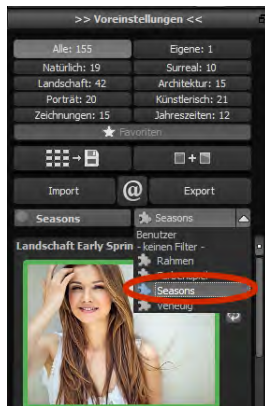 >> Voreinstellungen <<
Alle: 155
Eigene: 1
Natürlich: 19
Surreal: 10
Landschaft: 42
Architektur: 15
Porträt: 20
Künstlerisch: 21
Zeichnungen: 15
Jahreszeiten: 12
Favoriten
Import
@
Export
Seasons
Seasons
Benutzer
- keinen Filter -
Rahmen
Seasons
Venedig
Landschaft Early Sprin